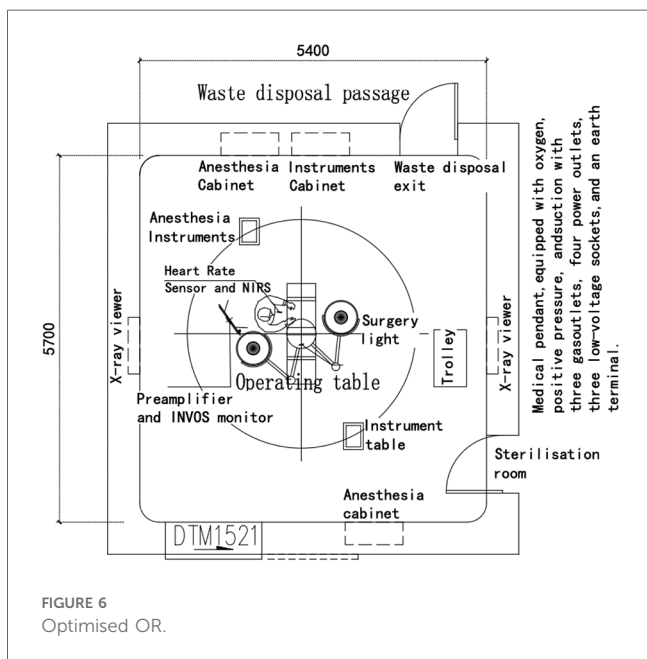 5400
Waste disposal passage
Anesthesia
Cabinet
Instruments
Cabinet
Waste disposal
exit
Anesthesia
Instruments
Heart Rate
Sensor and NIRS
Surgery
light
5700
X-ray viewer
Trolley
X-ray viewer
Operating table
Preamplifier
and INVOS monitor
Instrument
table
Sterilisation
room
Anesthesia
cabinet
DTM1521
Medical pendant, equipped with oxygen,
positive pressure, andsuction with
three gasoutlets, four power outlets,
three low-voltage sockets, and an earth
terminal.
FIGURE 6
Optimised OR.